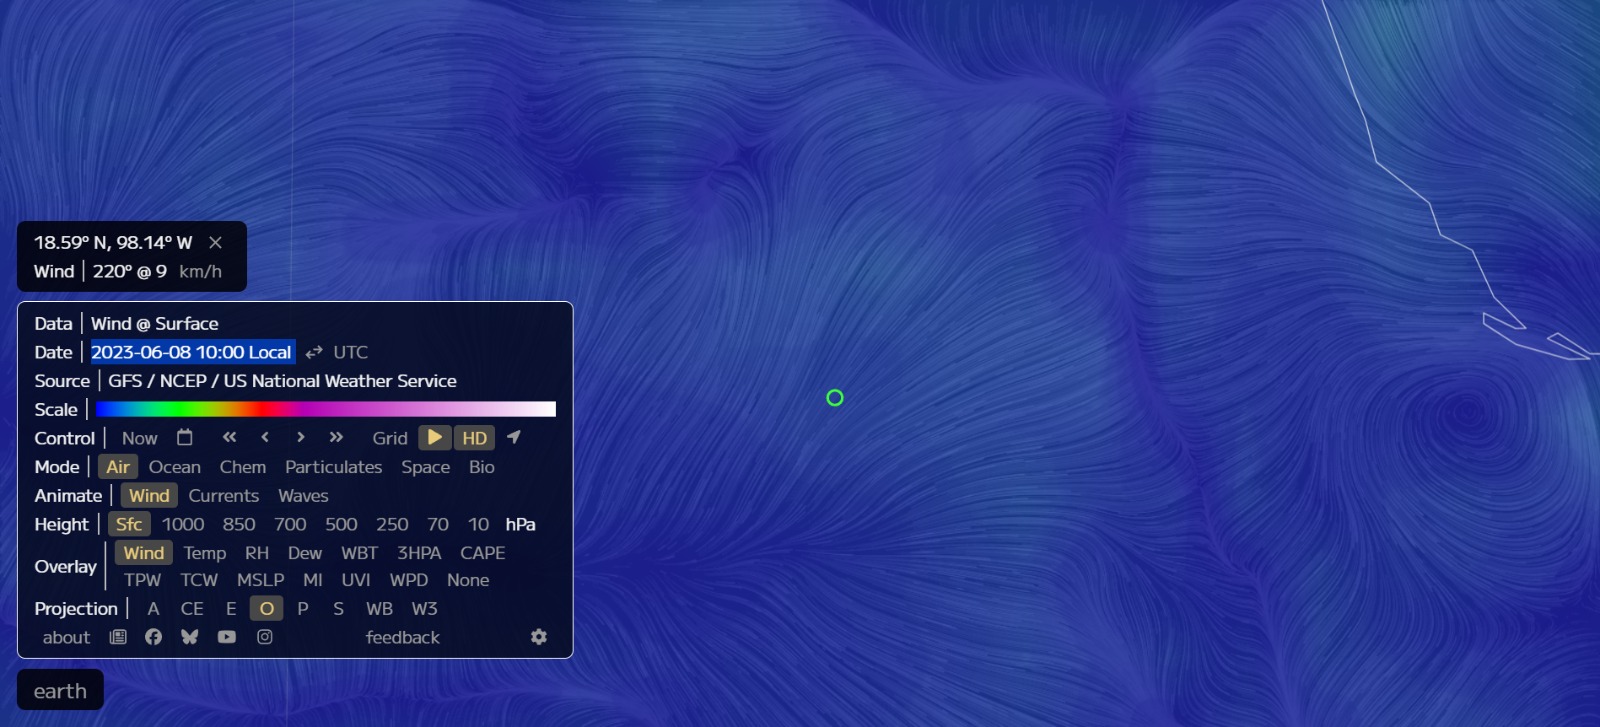 18.59° N, 98.14° W ×
Wind | 220° @ 9 km/h
Data | Wind @ Surface
Date | 2023-06-08 10:00 Local ⇄ UTC
Source | GFS / NCEP / US National Weather Service
Scale |
Control | Now « ‹ › » Grid HD
Mode | Air Ocean Chem Particulates Space Bio
Animate | Wind Currents Waves
Height | Sfc 1000 850 700 500 250 70 10 hPa
Overlay | Wind Temp RH Dew WBT 3HPA CAPE
TPW TCW MSLP MI UVI WPD None
Projection | A CE E O P S WB W3
about feedback
earth